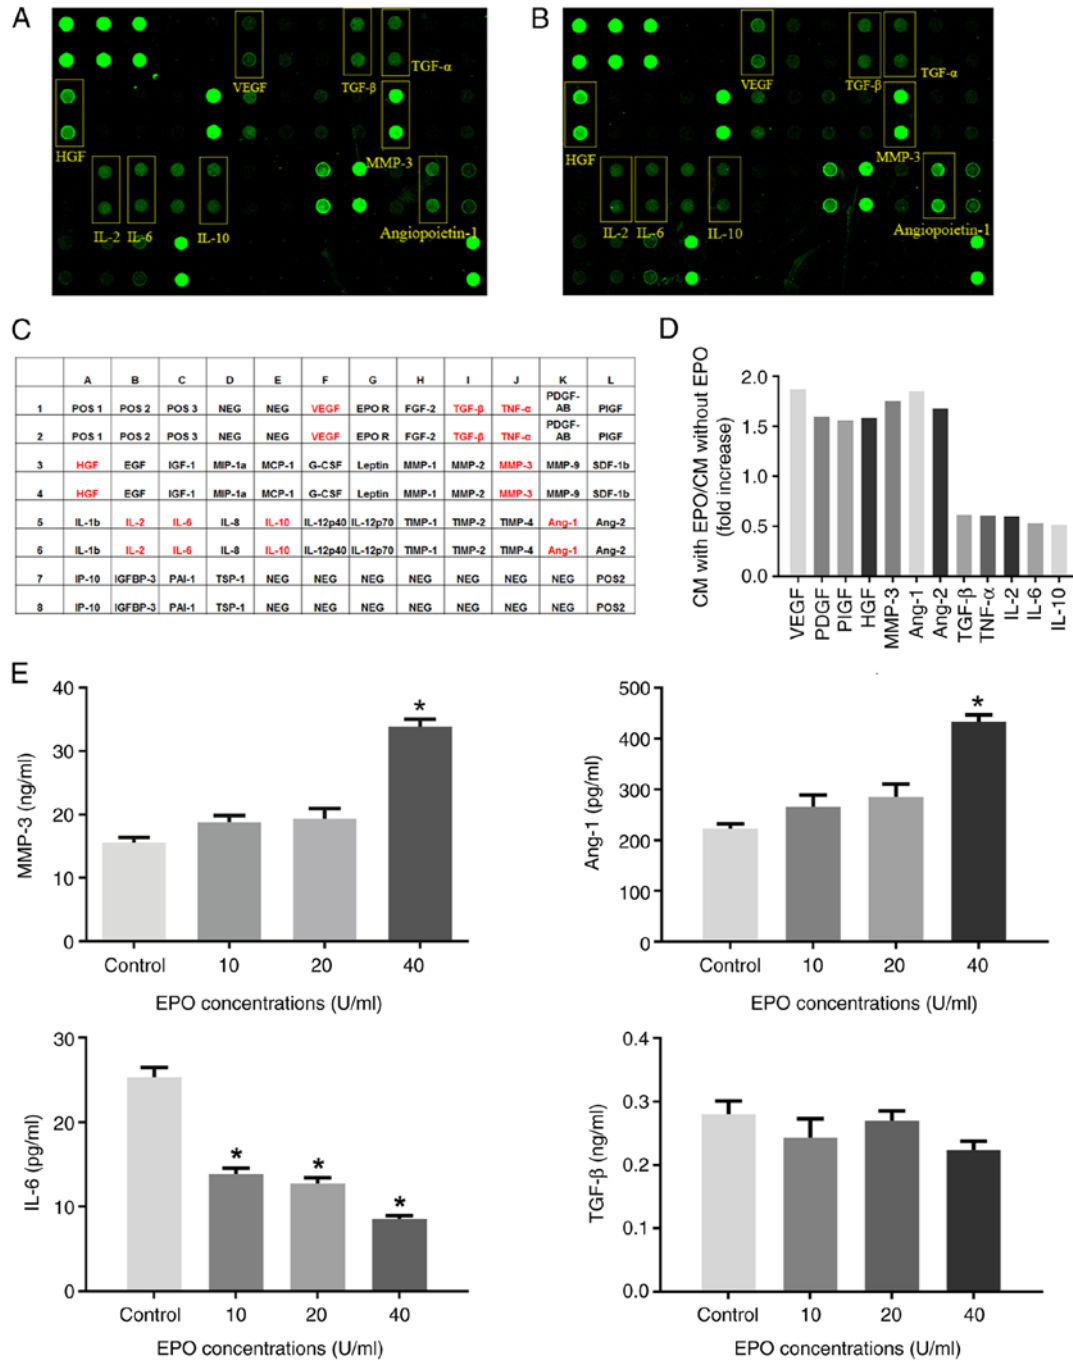 A
VEGF
TGF-β
TGF-α
HGF
MMP-3
IL-2 IL-6 IL-10 Angiopoietin-1
B
VEGF
TGF-β
TGF-α
HGF
MMP-3
IL-2 IL-6 IL-10 Angiopoietin-1
C
A B C D E F G H I J K L
1 POS 1 POS 2 POS 3 NEG NEG VEGF EPO R FGF-2 TGF-β TNF-α PDGF-AB PlGF
2 POS 1 POS 2 POS 3 NEG NEG VEGF EPO R FGF-2 TGF-β TNF-α PDGF-AB PlGF
3 HGF EGF IGF-1 MIP-1a MCP-1 G-CSF Leptin MMP-1 MMP-2 MMP-3 MMP-9 SDF-1b
4 HGF EGF IGF-1 MIP-1a MCP-1 G-CSF Leptin MMP-1 MMP-2 MMP-3 MMP-9 SDF-1b
5 IL-1b IL-2 IL-6 IL-8 IL-10 IL-12p40 IL-12p70 TIMP-1 TIMP-2 TIMP-4 Ang-1 Ang-2
6 IL-1b IL-2 IL-6 IL-8 IL-10 IL-12p40 IL-12p70 TIMP-1 TIMP-2 TIMP-4 Ang-1 Ang-2
7 IP-10 IGFBP-3 PAI-1 TSP-1 NEG NEG NEG NEG NEG NEG NEG POS2
8 IP-10 IGFBP-3 PAI-1 TSP-1 NEG NEG NEG NEG NEG NEG NEG POS2
D
CM with EPO/CM without EPO
(fold increase)
2.0
1.5
1.0
0.5
0.0
VEGF PDGF PlGF HGF MMP-3 Ang-1 Ang-2 TGF-β TNF-α IL-2 IL-6 IL-10
E
MMP-3 (ng/ml)
40
30
20
10
0
*
Control 10 20 40
EPO concentrations (U/ml)
Ang-1 (pg/ml)
500
400
300
200
100
0
*
Control 10 20 40
EPO concentrations (U/ml)
IL-6 (pg/ml)
30
20
10
0
* * *
Control 10 20 40
EPO concentrations (U/ml)
TGF-β (ng/ml)
0.4
0.3
0.2
0.1
0.0
Control 10 20 40
EPO concentrations (U/ml)